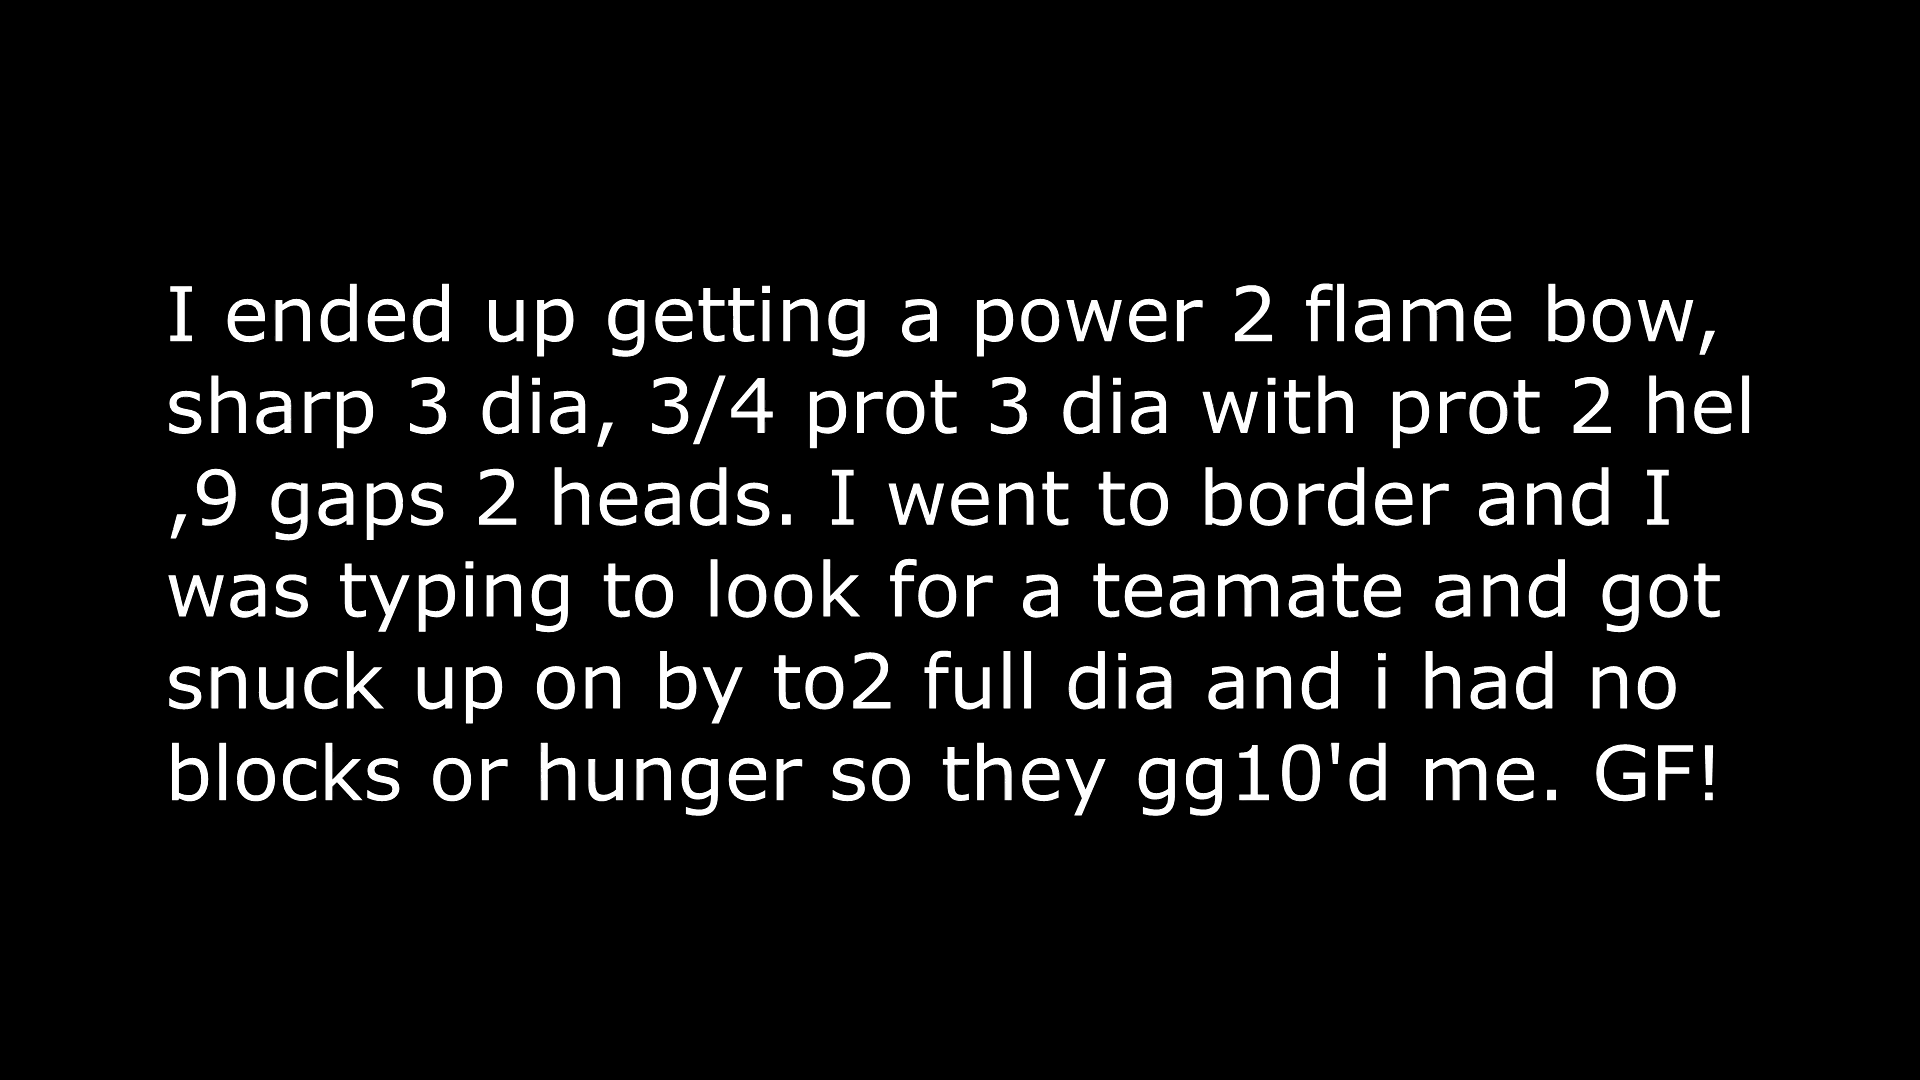 I ended up getting a power 2 flame bow,
sharp 3 dia, 3/4 prot 3 dia with prot 2 hel
,9 gaps 2 heads. I went to border and I
was typing to look for a teamate and got
snuck up on by to2 full dia and i had no
blocks or hunger so they gg10'd me. GF!